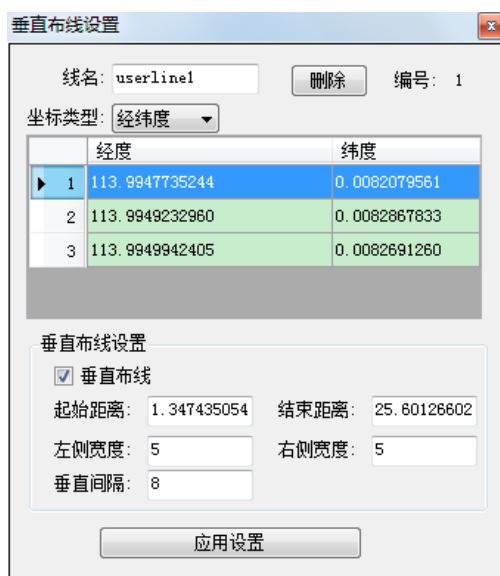 垂直布线设置
线名: userline1 删除 编号: 1
坐标类型: 经纬度
经度 纬度
1 113.9947735244 0.0082079561
2 113.9949232960 0.0082867833
3 113.9949942405 0.0082691260
垂直布线设置
垂直布线
起始距离: 1.347435054 结束距离: 25.60126602
左侧宽度: 5 右侧宽度: 5
垂直间隔: 8
应用设置